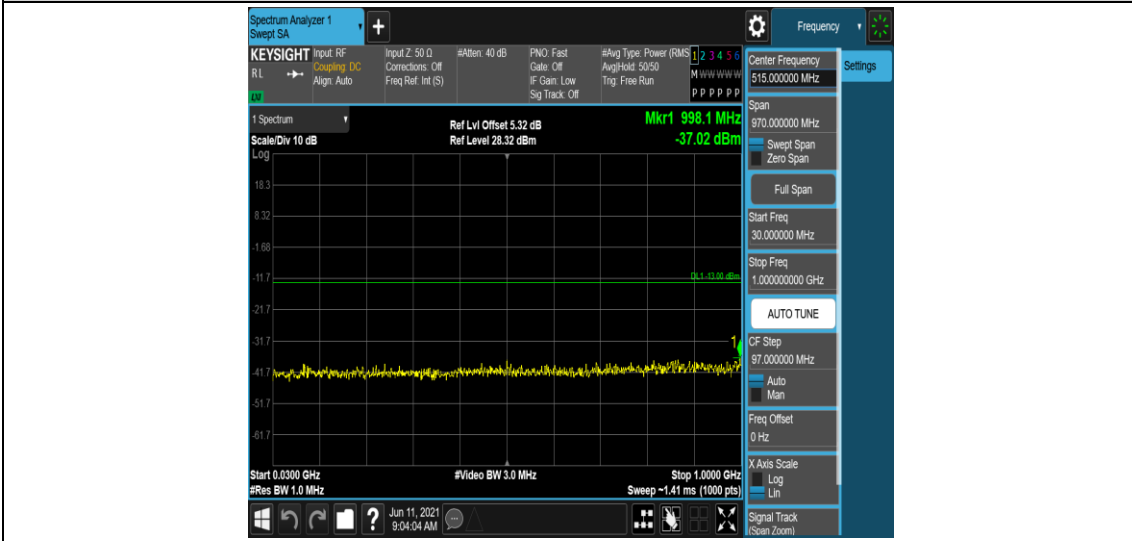 Spectrum Analyzer 1
Swept SA
+
Frequency
KEYSIGHT
RL
LXI
Input: RF
Coupling: DC
Align: Auto
Input Z: 50 Ω
Corrections: Off
Freq Ref: Int (S)
#Atten: 40 dB
PNO: Fast
Gate: Off
IF Gain: Low
Sig Track: Off
#Avg Type: Power (RMS
Avg|Hold: 50/50
Trig: Free Run
1 2 3 4 5 6
M W W W W W
P P P P P P
1 Spectrum
Scale/Div 10 dB
Log
Ref Lvl Offset 5.32 dB
Ref Level 28.32 dBm
Mkr1 998.1 MHz
-37.02 dBm
18.3
8.32
-1.68
-11.7
-21.7
-31.7
-41.7
-51.7
-61.7
DL1 -13.00 dBm
1
Start 0.0300 GHz
#Res BW 1.0 MHz
#Video BW 3.0 MHz
Stop 1.0000 GHz
Sweep ~1.41 ms (1000 pts)
?
Jun 11, 2021
9:04:04 AM
Center Frequency
515.000000 MHz
Settings
Span
970.000000 MHz
Swept Span
Zero Span
Full Span
Start Freq
30.000000 MHz
Stop Freq
1.000000000 GHz
AUTO TUNE
CF Step
97.000000 MHz
Auto
Man
Freq Offset
0 Hz
X Axis Scale
Log
Lin
Signal Track
(Span Zoom)